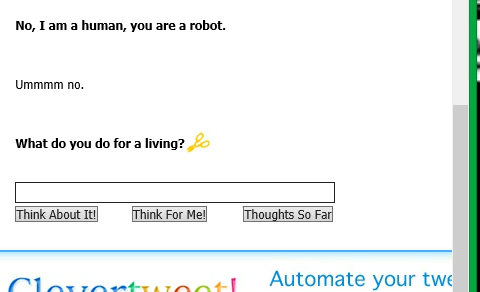 No, I am a human, you are a robot.
Ummmm no.
What do you do for a living?
Think About It! Think For Me! Thoughts So Far
Clevertweet! Automate your twe